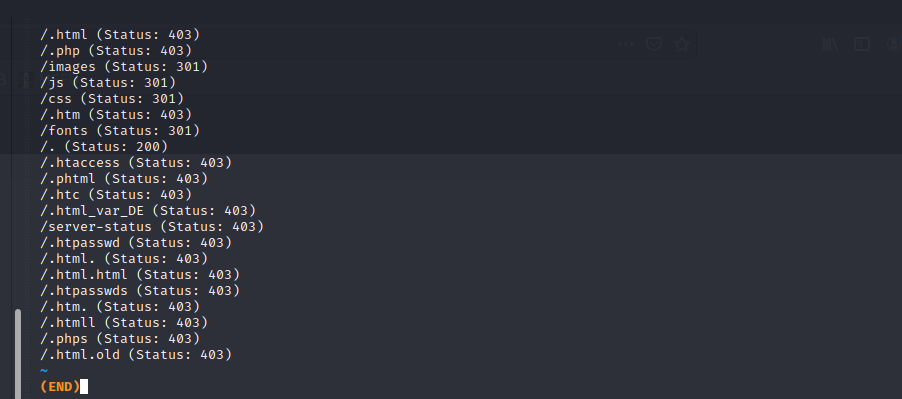 /.html (Status: 403)
/.php (Status: 403)
/images (Status: 301)
/js (Status: 301)
/css (Status: 301)
/.htm (Status: 403)
/fonts (Status: 301)
/. (Status: 200)
/.htaccess (Status: 403)
/.phtml (Status: 403)
/.htc (Status: 403)
/.html_var_DE (Status: 403)
/server-status (Status: 403)
/.htpasswd (Status: 403)
/.html. (Status: 403)
/.html.html (Status: 403)
/.htpasswds (Status: 403)
/.htm. (Status: 403)
/.htmll (Status: 403)
/.phps (Status: 403)
/.html.old (Status: 403)
~
(END)